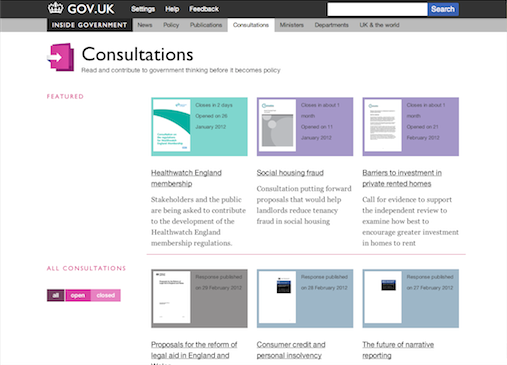 GOV.UK Settings Help Feedback Search
INSIDE GOVERNMENT News Policy Publications Consultations Ministers Departments UK & the world
Consultations
Read and contribute to government thinking before it becomes policy
FEATURED
Closes in 2 days
Opened on 26
January 2012
Closes in about 1
month
Opened on 11
January 2012
Closes in about 1
month
Opened on 21
February 2012
Healthwatch England
membership
Stakeholders and the public
are being asked to contribute
to the development of the
Healthwatch England
membership regulations.
Social housing fraud
Consultation putting forward
proposals that would help
landlords reduce tenancy
fraud in social housing
Barriers to investment in
private rented homes
Call for evidence to support
the independent review to
examine how best to
encourage greater investment
in homes to rent
ALL CONSULTATIONS
all open closed
Response published
on 29 February 2012
Response published
on 28 February 2012
Response published
on 27 February 2012
Proposals for the reform of
legal aid in England and
Wales
Consumer credit and
personal insolvency
The future of narrative
reporting